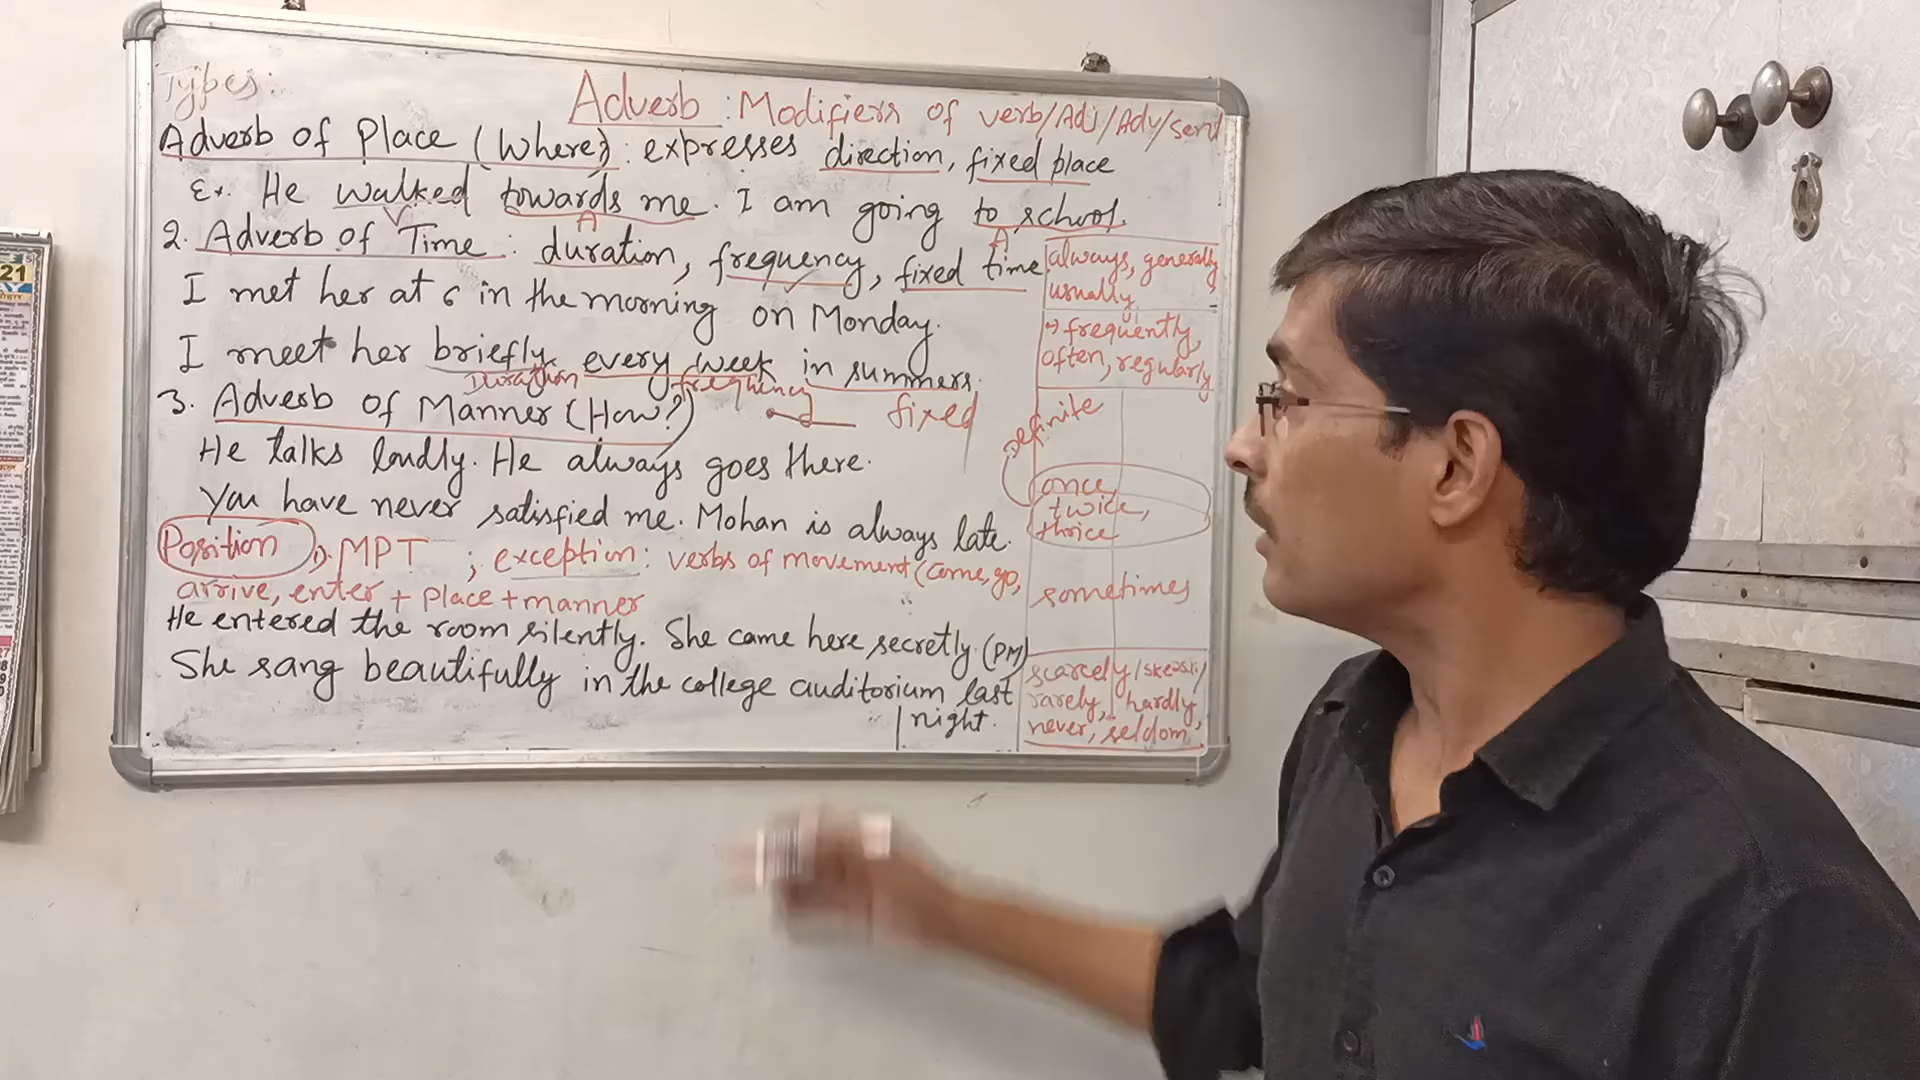 Types:
Adverb : Modifiers of verb/Adj/Adv/sent
Adverb of Place (Where?) : expresses direction, fixed place
Ex. He walked towards me. I am going to school.
V A A
2. Adverb of Time : duration, frequency, fixed time
I met her at 6 in the morning on Monday.
I meet her briefly every week in summers.
Duration frequency fixed
3. Adverb of Manner (How?)
He talks loudly. He always goes there.
You have never satisfied me. Mohan is always late.
Position 1). MPT ; exception : verbs of movement (come, go,
arrive, enter + place + manner
He entered the room silently. She came here secretly. (PM)
She sang beautifully in the college auditorium last
night.
always, generally
usually
→ frequently,
often, regularly
Definite
once,
twice,
thrice
sometimes
scarcely/
rarely, hardly
never, seldom
21